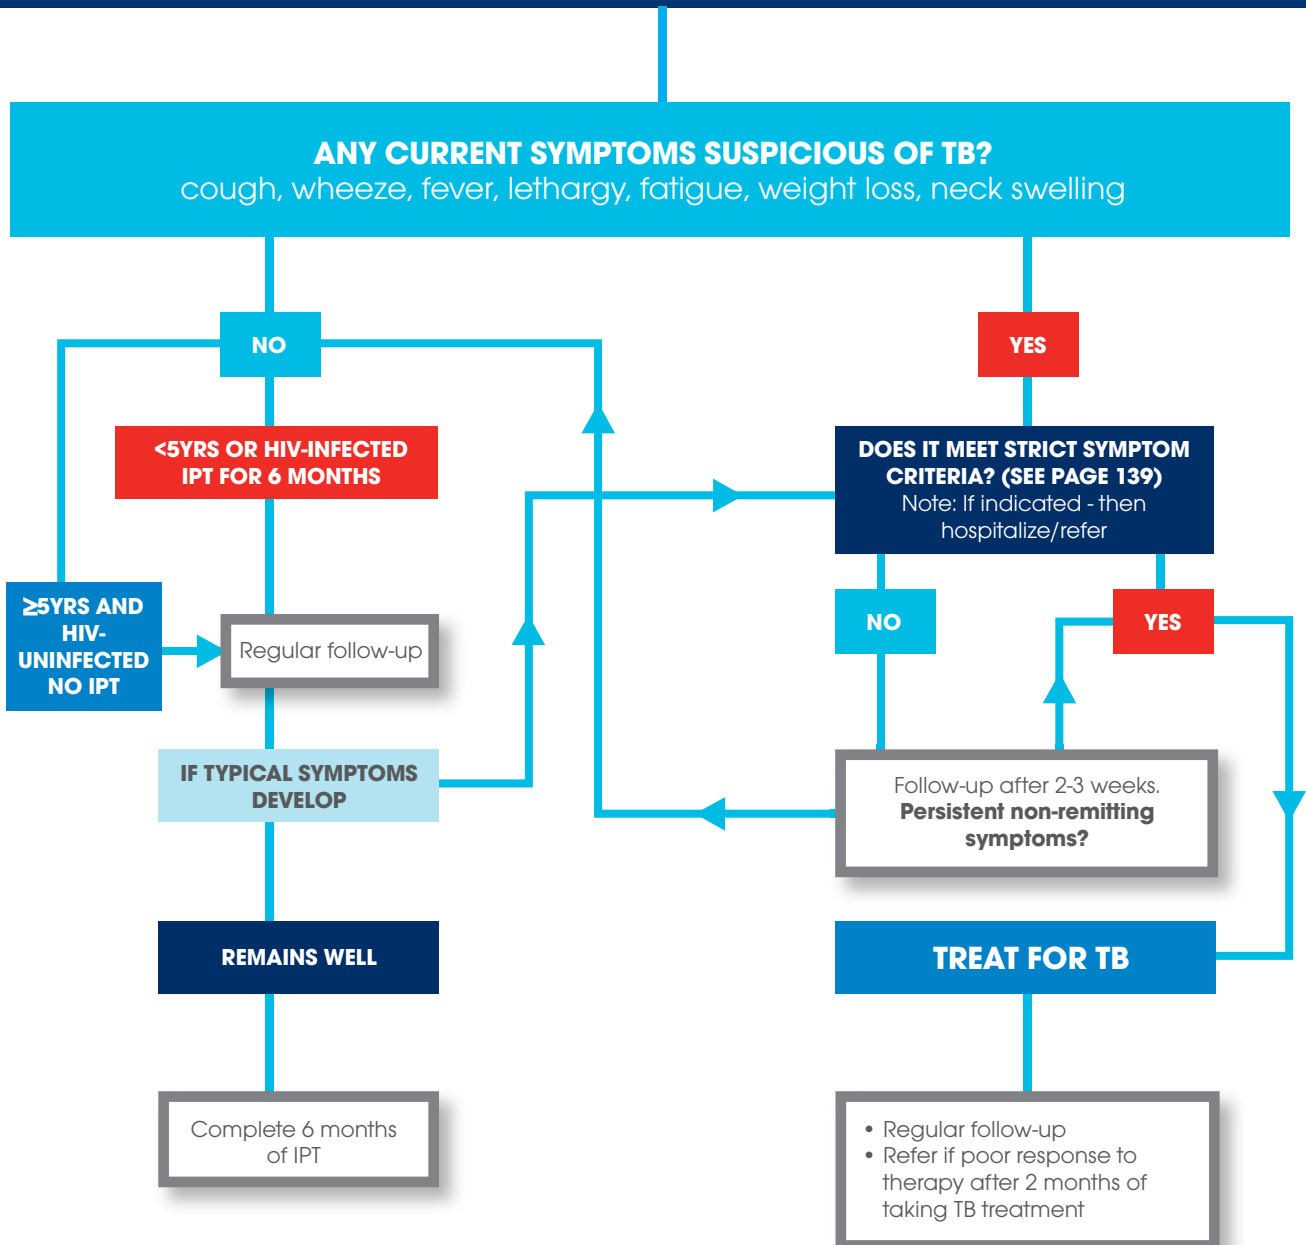 ANY CURRENT SYMPTOMS SUSPICIOUS OF TB?
cough, wheeze, fever, lethargy, fatigue, weight loss, neck swelling
NO
YES
<5YRS OR HIV-INFECTED
IPT FOR 6 MONTHS
DOES IT MEET STRICT SYMPTOM
CRITERIA? (SEE PAGE 139)
Note: If indicated - then
hospitalize/refer
≥5YRS AND
HIV-
UNINFECTED
NO IPT
Regular follow-up
NO
YES
IF TYPICAL SYMPTOMS
DEVELOP
Follow-up after 2-3 weeks.
Persistent non-remitting
symptoms?
REMAINS WELL
TREAT FOR TB
Complete 6 months
of IPT
• Regular follow-up
• Refer if poor response to
therapy after 2 months of
taking TB treatment